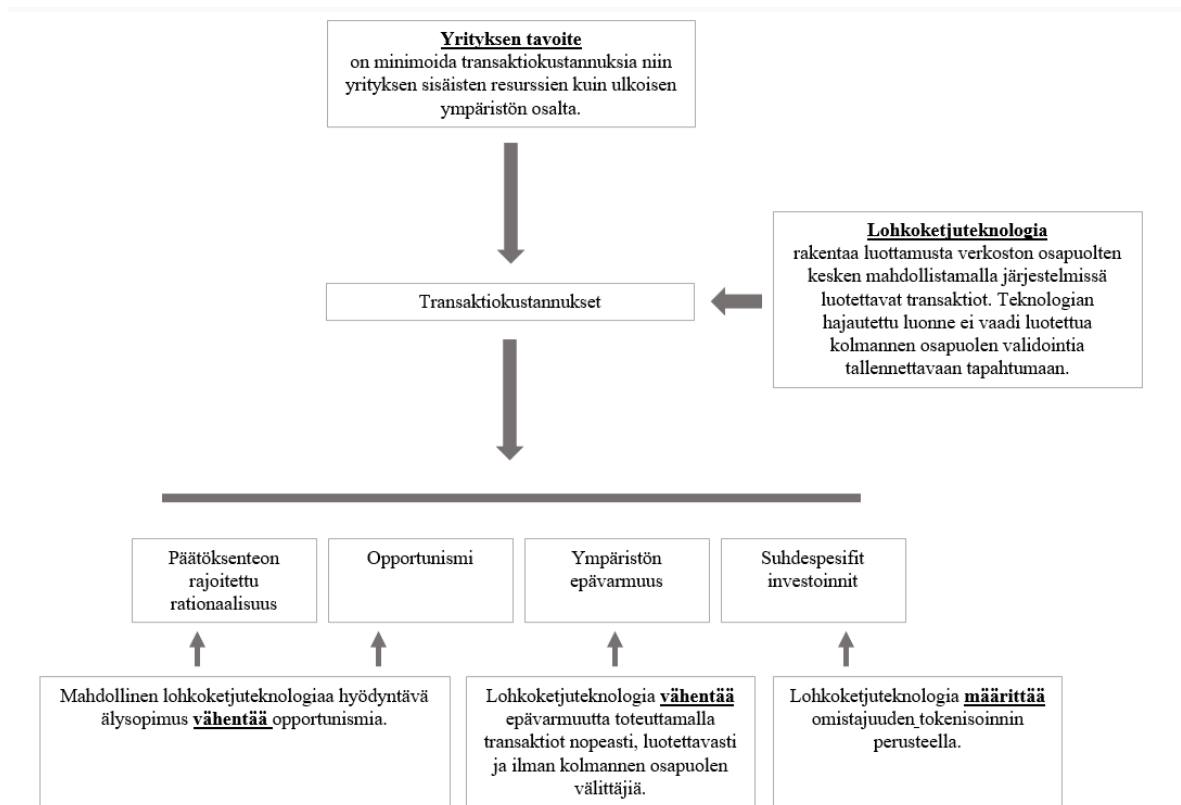 Yrityksen tavoite
on minimoida transaktiokustannuksia niin
yrityksen sisäisten resurssien kuin ulkoisen
ympäristön osalta.
Lohkoketjuteknologia
rakentaa luottamusta verkoston osapuolten
kesken mahdollistamalla järjestelmissä
luotettavat transaktiot. Teknologian
hajautettu luonne ei vaadi luotettua
kolmannen osapuolen validointia
tallennettavaan tapahtumaan.
Transaktiokustannukset
Päätöksenteon
rajoitettu
rationaalisuus
Opportunismi
Ympäristön
epävarmuus
Suhdespesifit
investoinnit
Mahdollinen lohkoketjuteknologiaa hyödyntävä
älysopimus vähentää opportunismia.
Lohkoketjuteknologia vähentää
epävarmuutta toteuttamalla
transaktiot nopeasti, luotettavasti
ja ilman kolmannen osapuolen
välittäjiä.
Lohkoketjuteknologia määrittää
omistajuuden tokenisoinnin
perusteella.